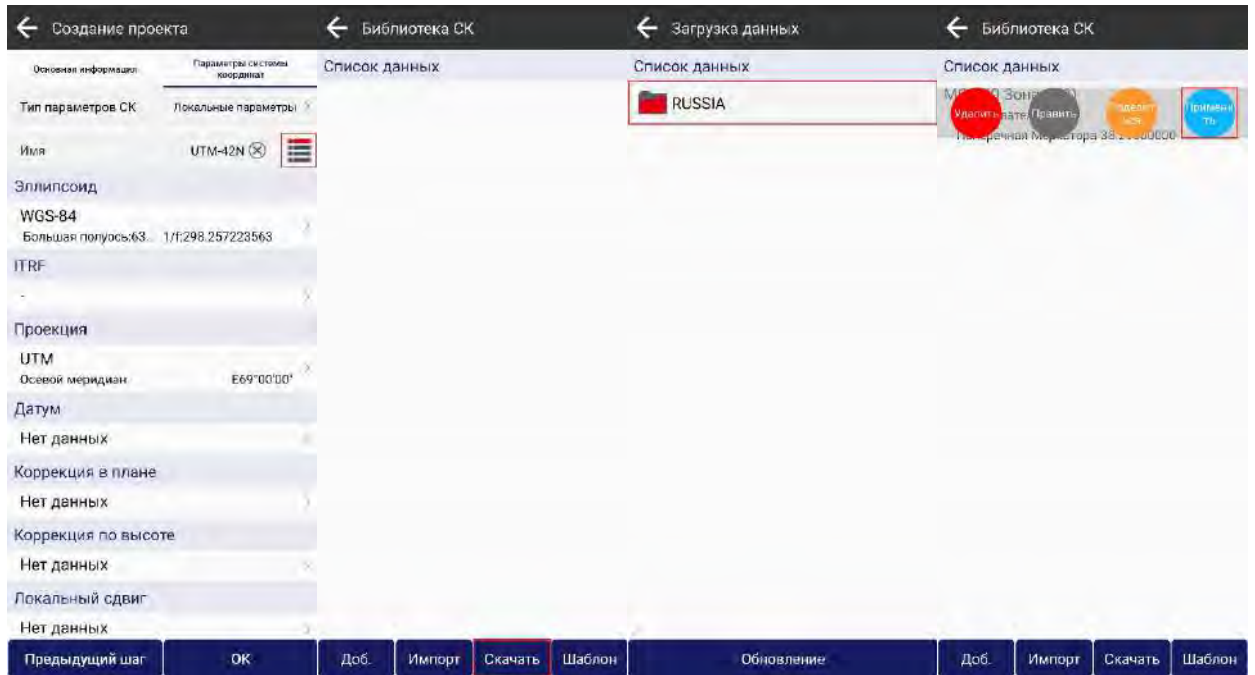 Создание проекта
Основная информация
Параметры системы координат
Тип параметров СК
Локальные параметры
Имя
UTM-42N
Эллипсоид
WGS-84
Большая полуось:63... 1/f:298.257223563
ITRF
-
Проекция
UTM
Осевой меридиан E69°00'00"
Датум
Нет данных
Коррекция в плане
Нет данных
Коррекция по высоте
Нет данных
Локальный сдвиг
Нет данных
Предыдущий шаг
OK
Библиотека СК
Список данных
Доб.
Импорт
Скачать
Шаблон
Загрузка данных
Список данных
RUSSIA
Обновление
Библиотека СК
Список данных
Удалить
Править
Поделиться
Применить
Меркатора
Доб.
Импорт
Скачать
Шаблон